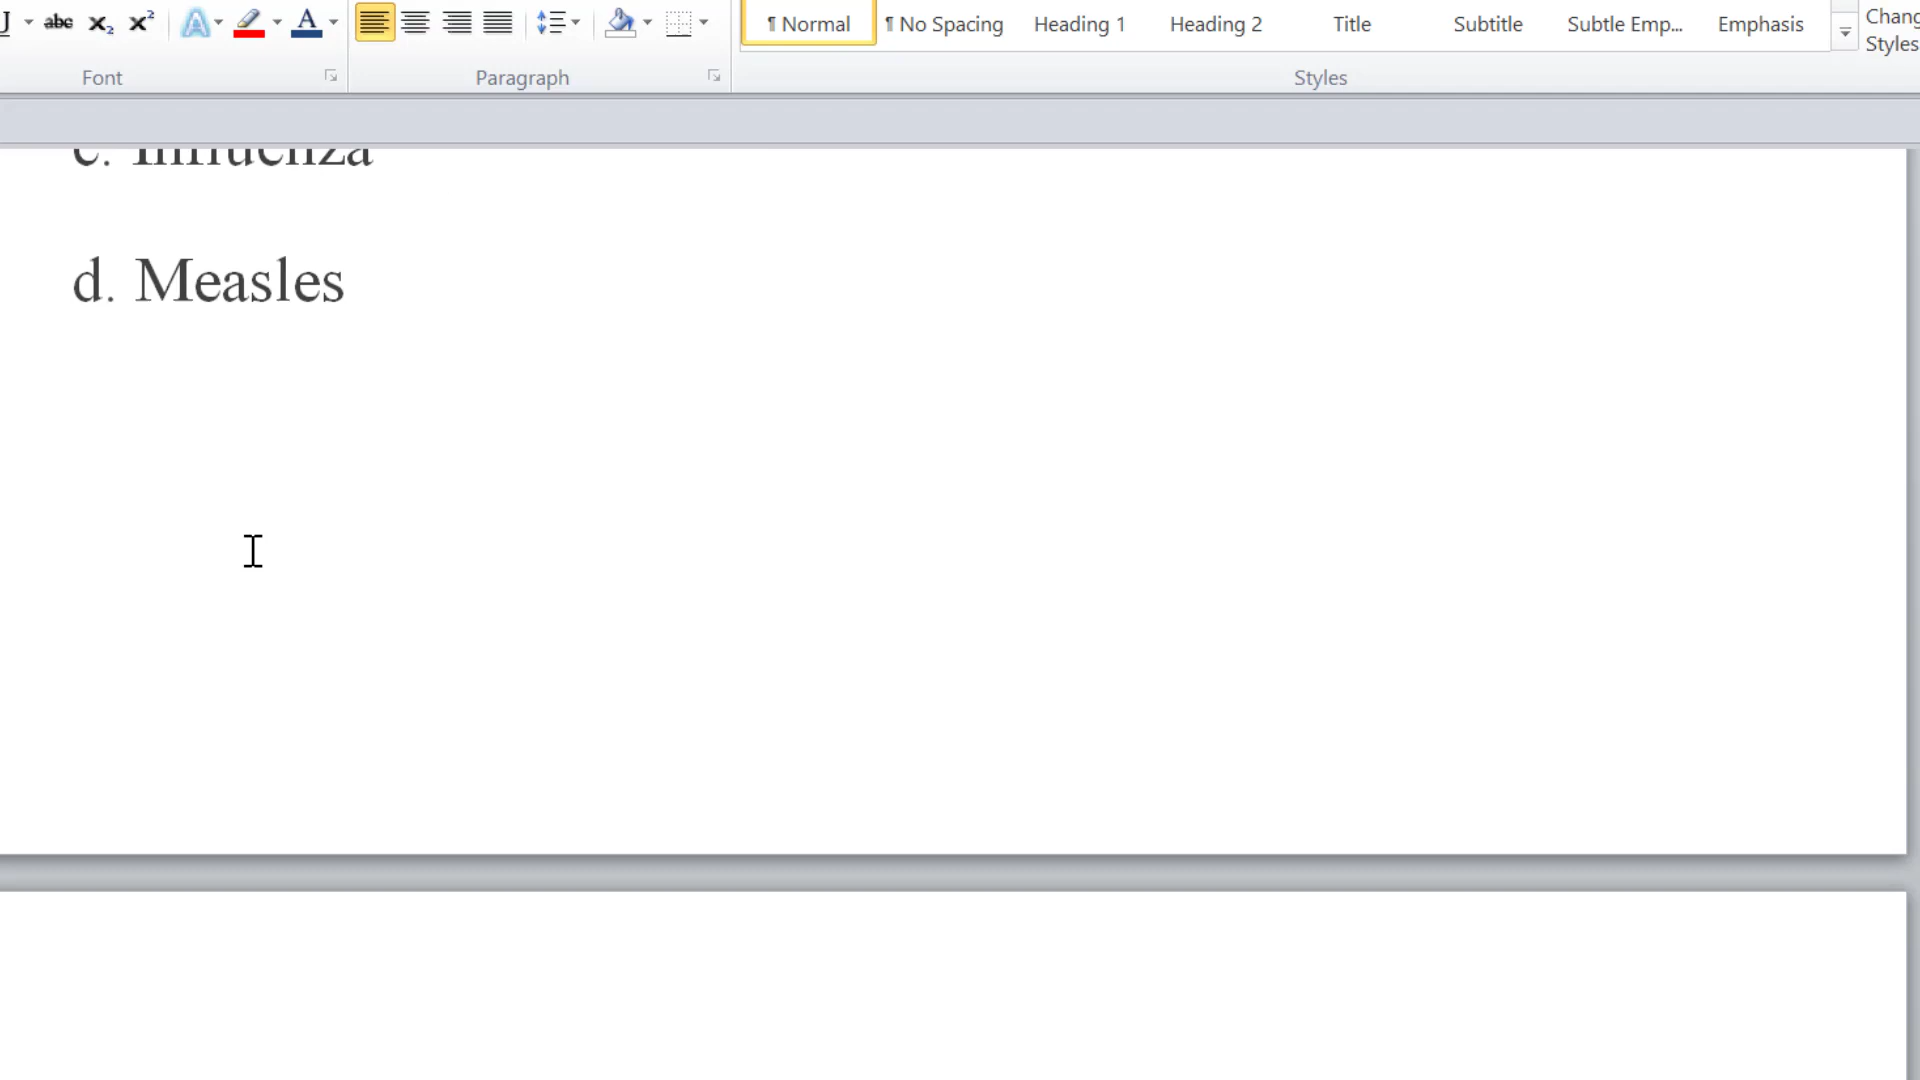 U abc X₂ X² A A
¶ Normal ¶ No Spacing Heading 1 Heading 2 Title Subtitle Subtle Emp... Emphasis
Styles
Font Paragraph Styles
c. Influenza
d. Measles